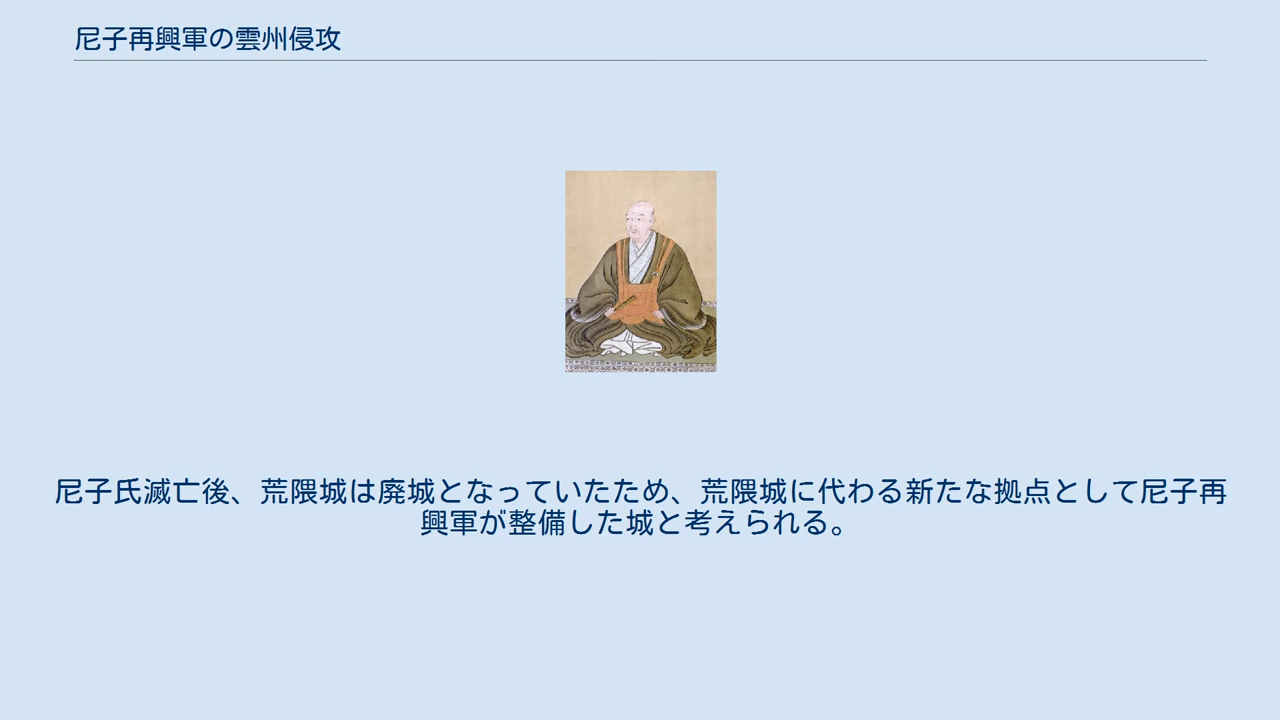 尼子再興軍の雲州侵攻
尼子氏滅亡後、荒隈城は廃城となっていたため、荒隈城に代わる新たな拠点として尼子再
興軍が整備した城と考えられる。